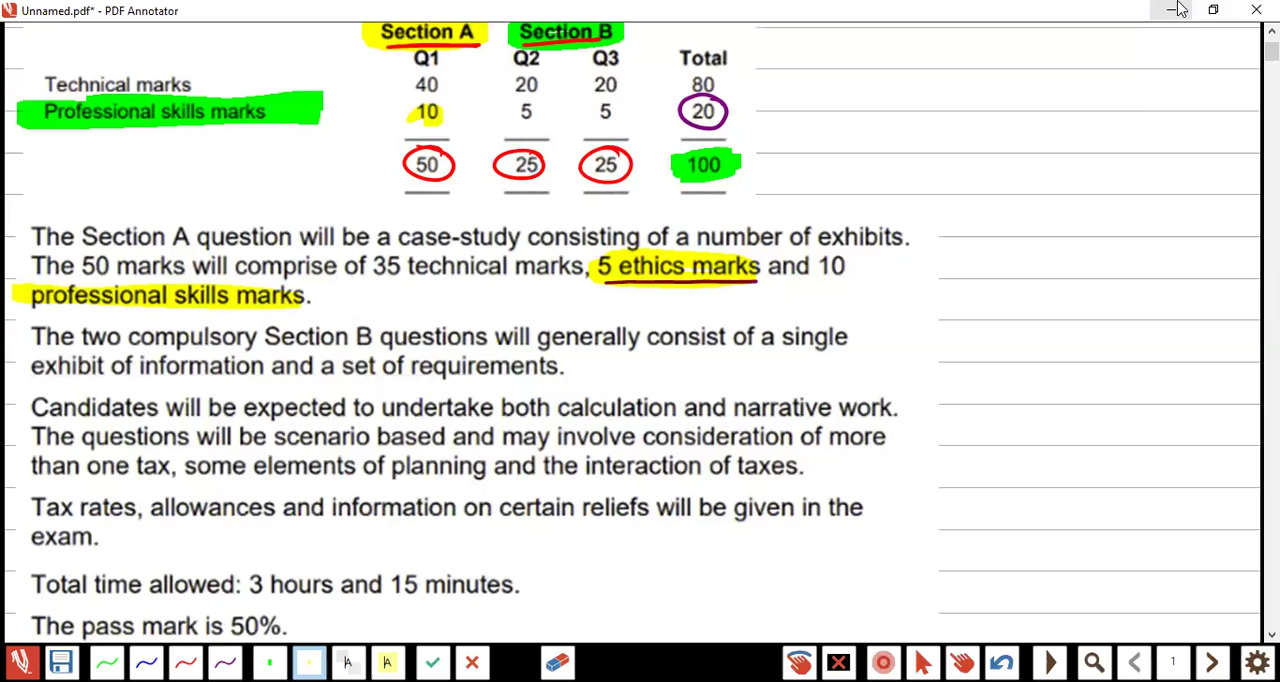 Unnamed.pdf* - PDF Annotator
Section A Section B
Q1 Q2 Q3 Total
Technical marks 40 20 20 80
Professional skills marks 10 5 5 20
50 25 25 100
The Section A question will be a case-study consisting of a number of exhibits.
The 50 marks will comprise of 35 technical marks, 5 ethics marks and 10
professional skills marks.
The two compulsory Section B questions will generally consist of a single
exhibit of information and a set of requirements.
Candidates will be expected to undertake both calculation and narrative work.
The questions will be scenario based and may involve consideration of more
than one tax, some elements of planning and the interaction of taxes.
Tax rates, allowances and information on certain reliefs will be given in the
exam.
Total time allowed: 3 hours and 15 minutes.
The pass mark is 50%.
A A 1